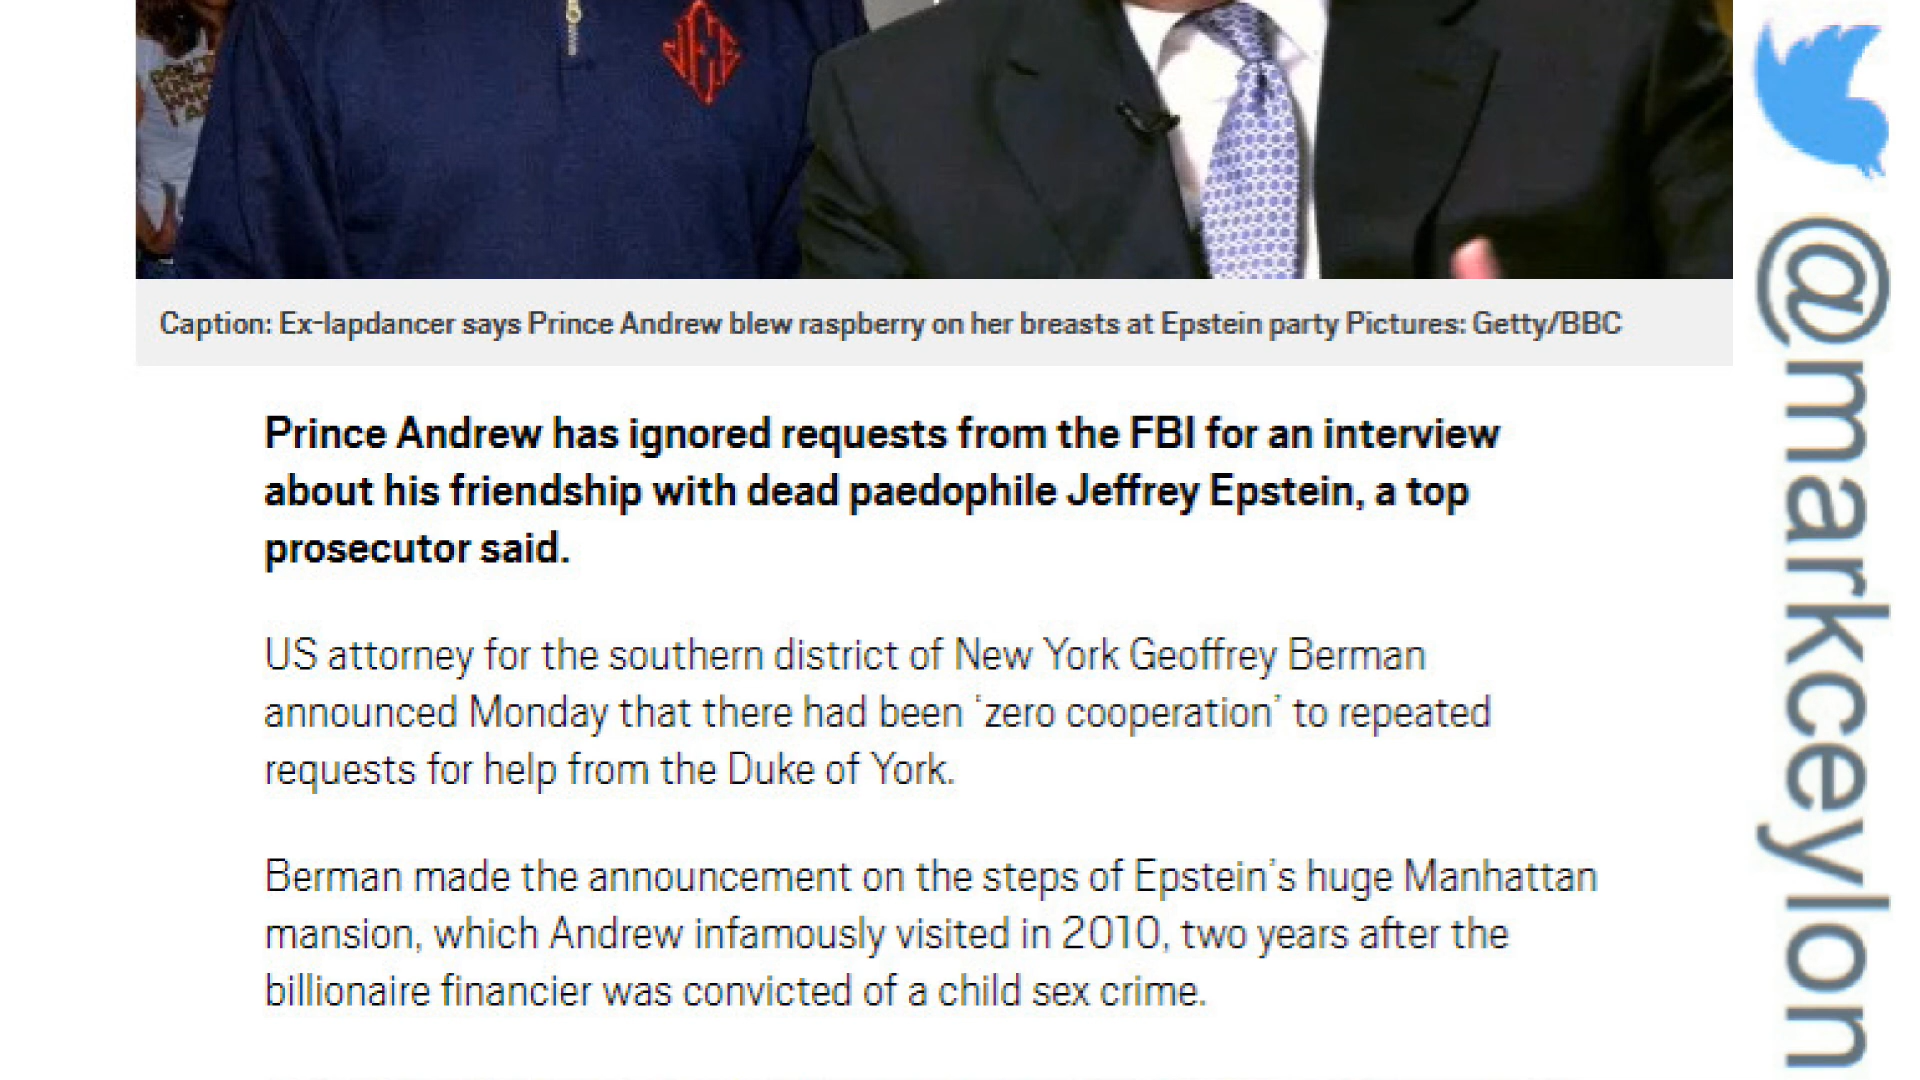 JEE
Caption: Ex-lapdancer says Prince Andrew blew raspberry on her breasts at Epstein party Pictures: Getty/BBC
Prince Andrew has ignored requests from the FBI for an interview
about his friendship with dead paedophile Jeffrey Epstein, a top
prosecutor said.
US attorney for the southern district of New York Geoffrey Berman
announced Monday that there had been ‘zero cooperation’ to repeated
requests for help from the Duke of York.
Berman made the announcement on the steps of Epstein’s huge Manhattan
mansion, which Andrew infamously visited in 2010, two years after the
billionaire financier was convicted of a child sex crime.
@markceylon